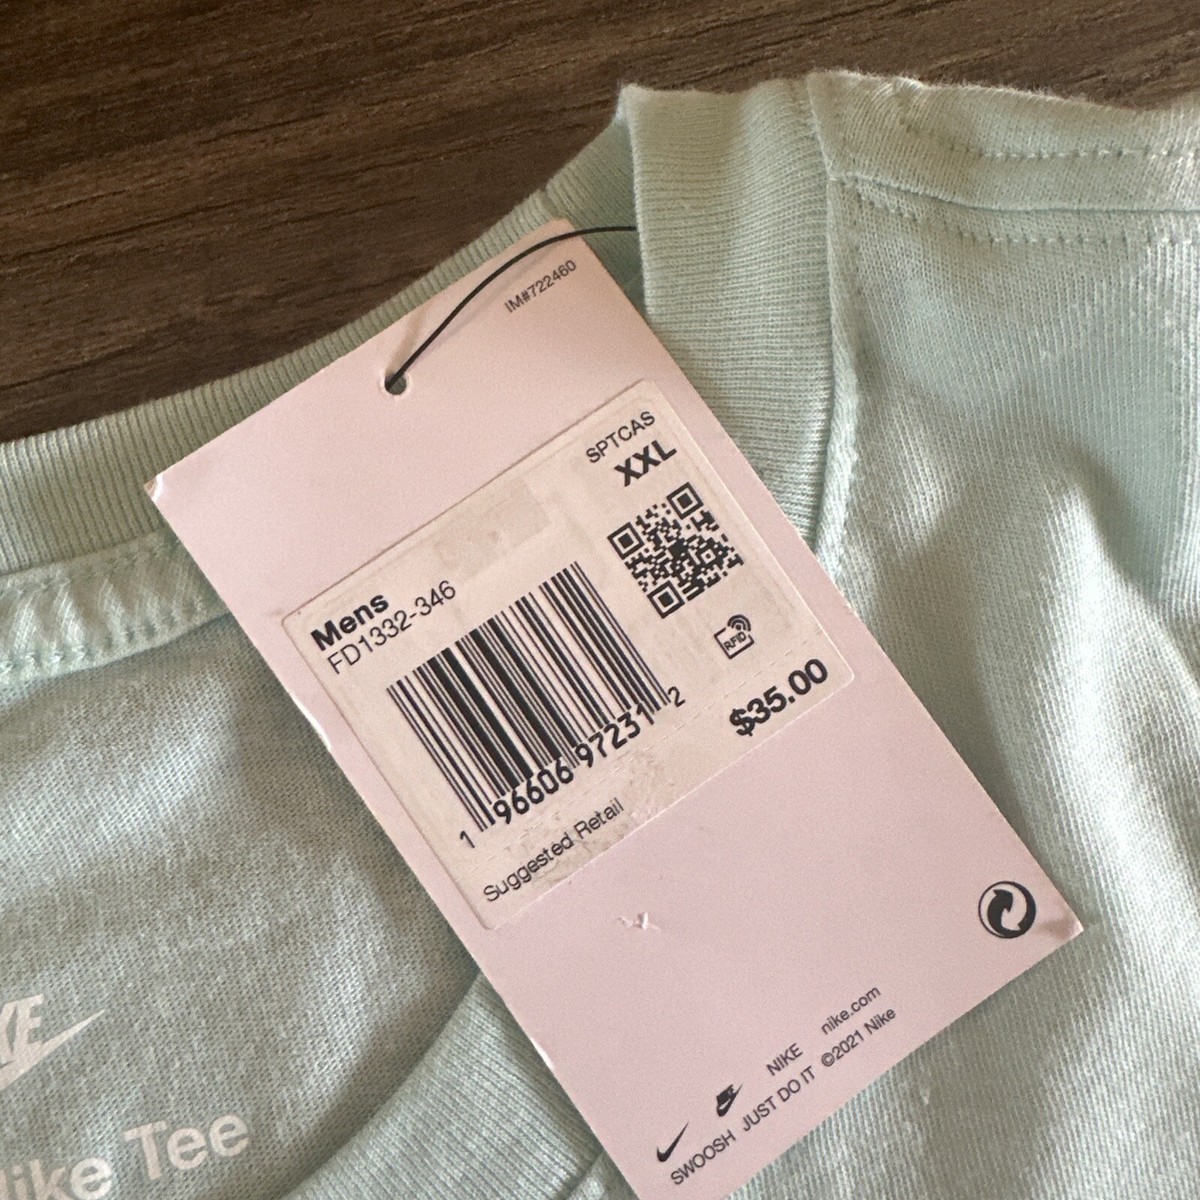 IM#722460
SPTCAS
XXL
Mens
FD1332-346
RFID
1 96606 97231 2
$35.00
Suggested Retail
NIKE nike.com
SWOOSH JUST DO IT ©2021 Nike
Tee